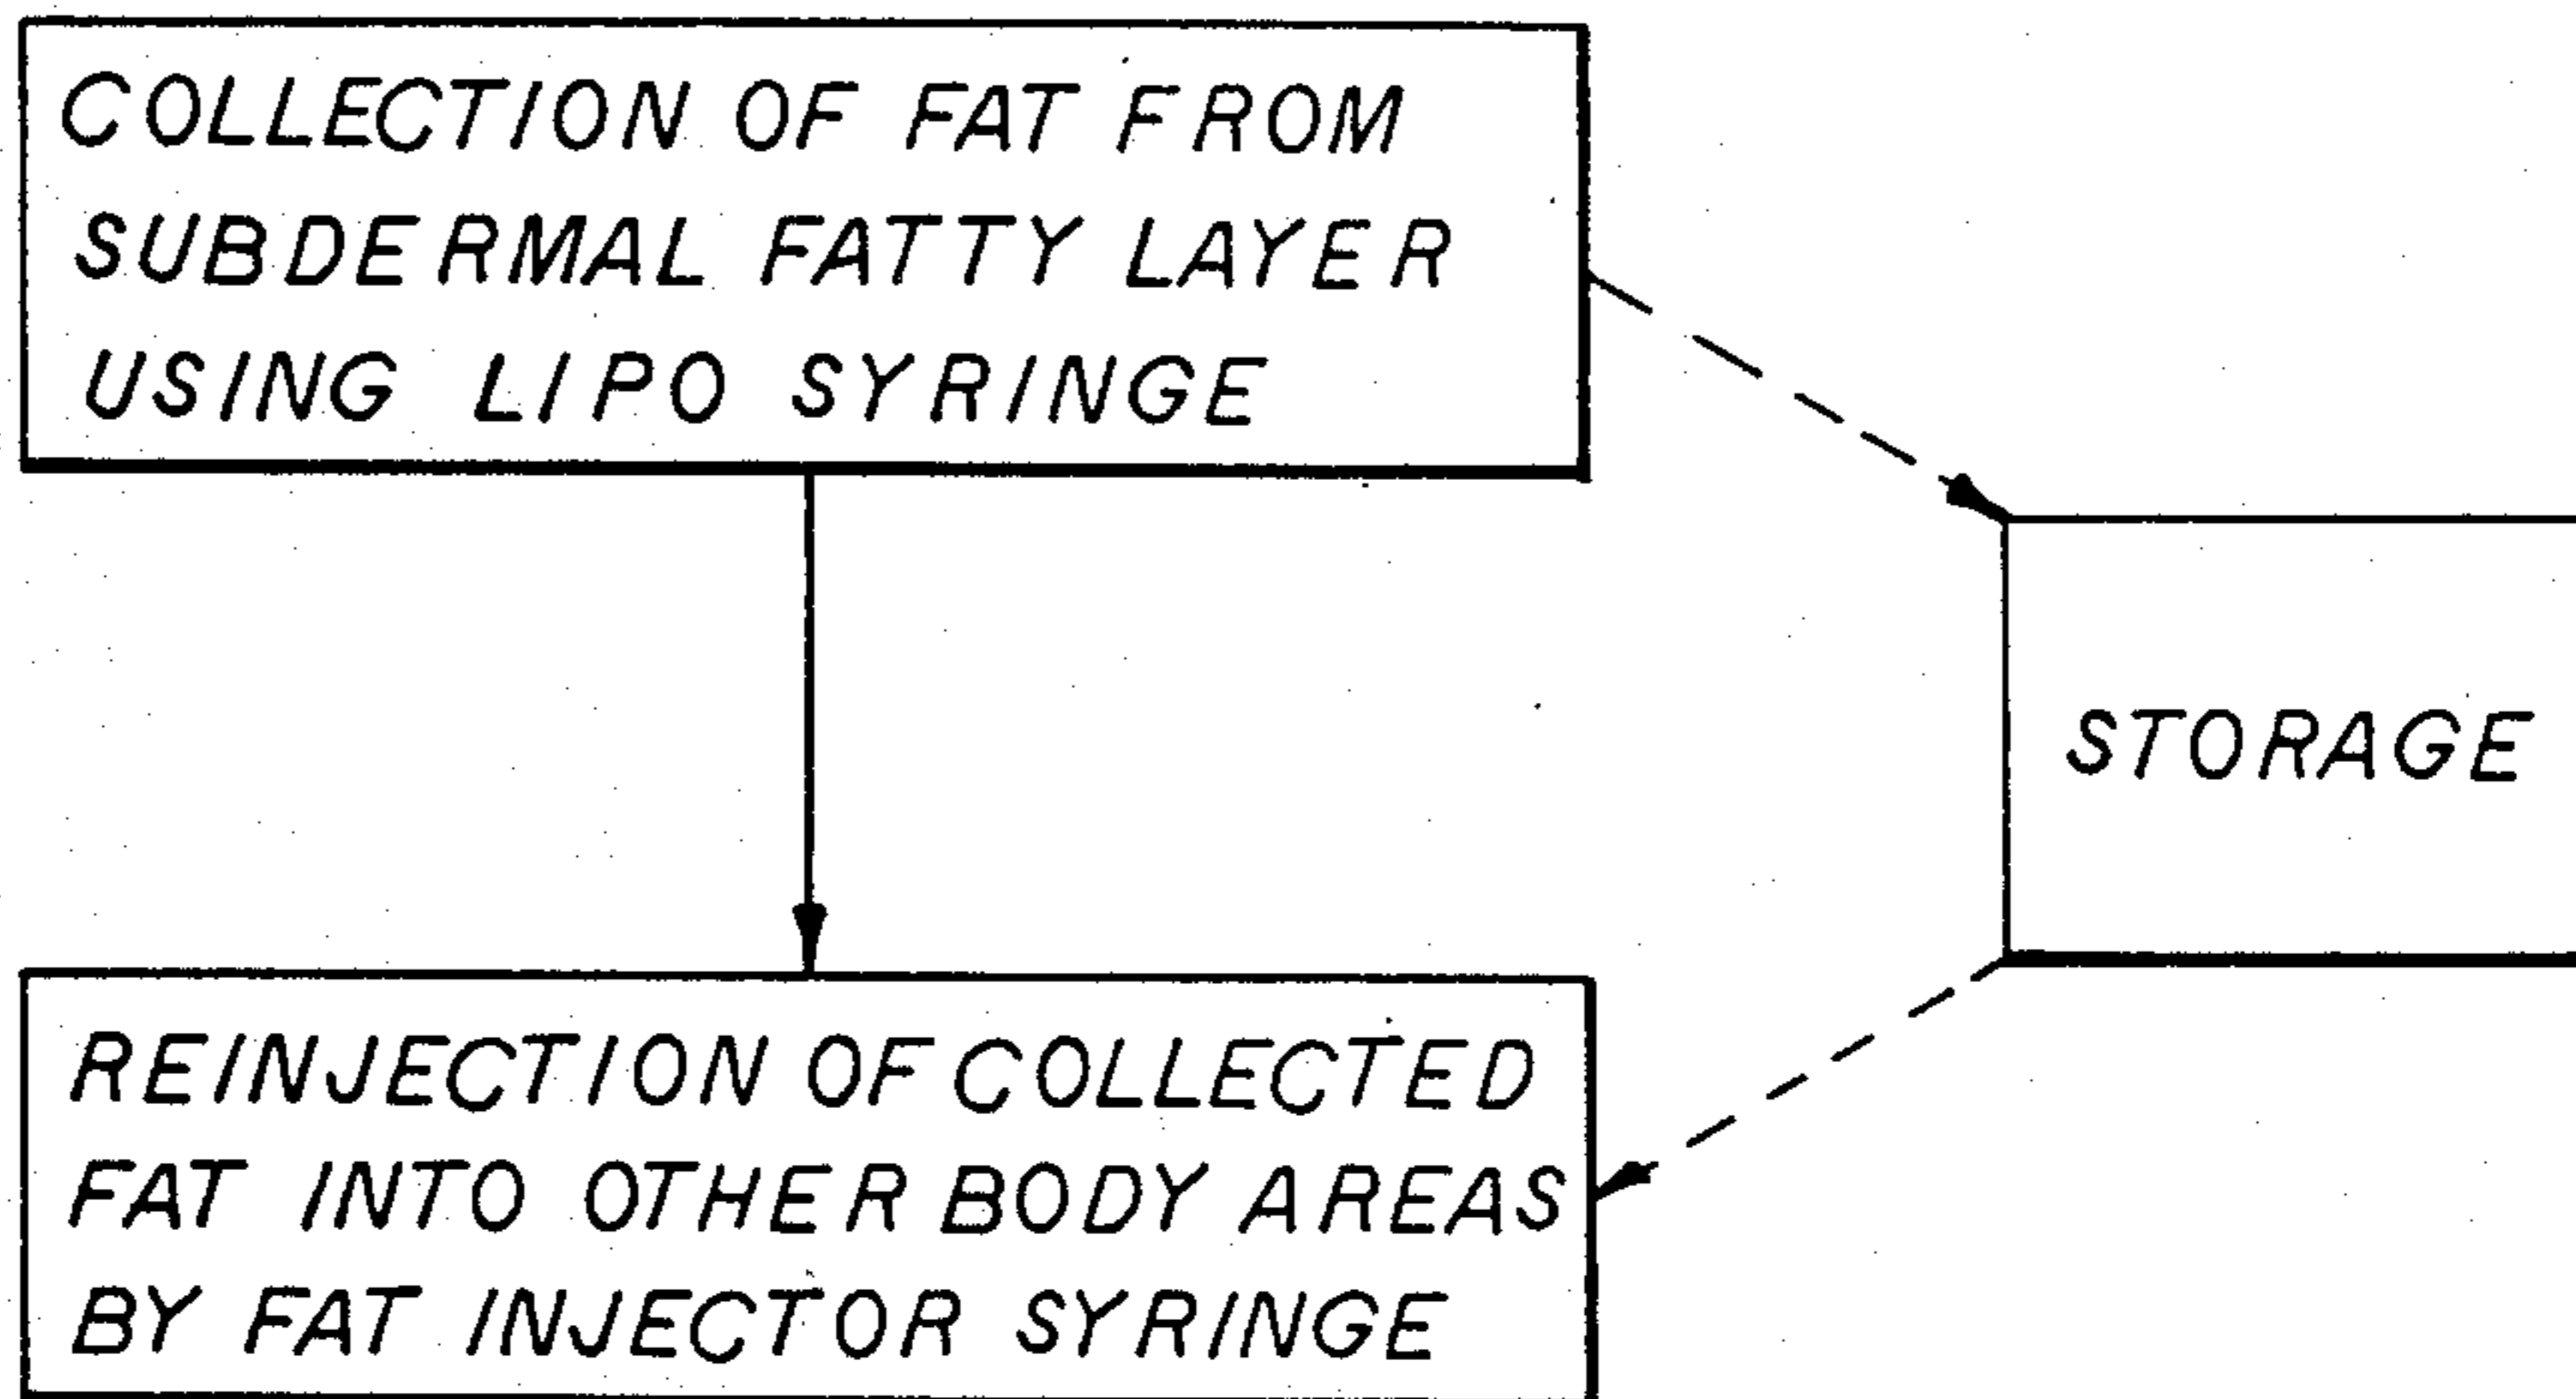 COLLECTION OF FAT FROM
SUBDERMAL FATTY LAYER
USING LIPO SYRINGE
STORAGE
REINJECTION OF COLLECTED
FAT INTO OTHER BODY AREAS
BY FAT INJECTOR SYRINGE